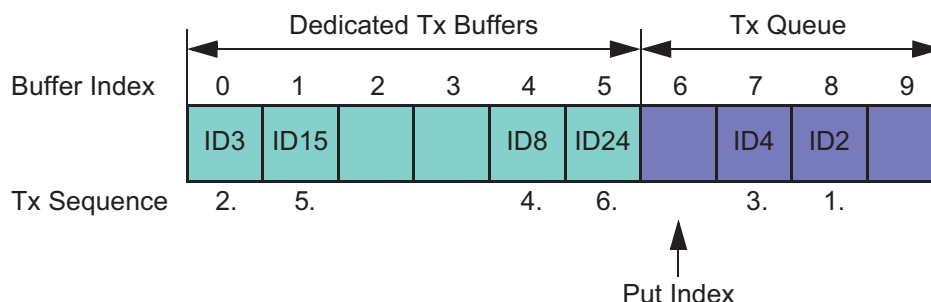 Dedicated Tx Buffers Tx Queue
Buffer Index 0 1 2 3 4 5 6 7 8 9
ID3 ID15 ID8 ID24 ID4 ID2
Tx Sequence 2. 5. 4. 6. 3. 1.
Put Index